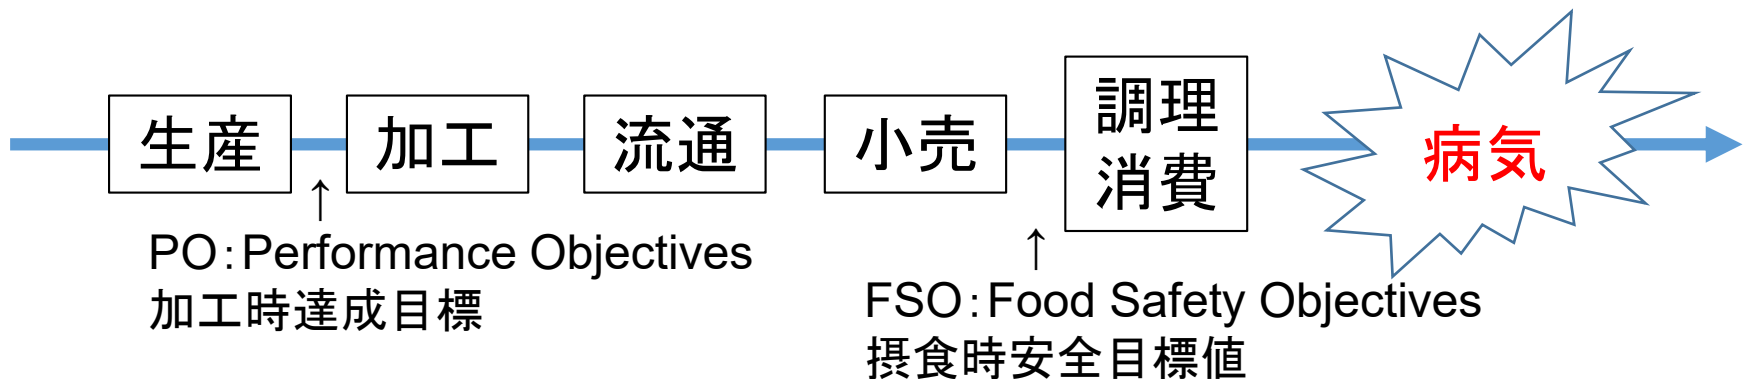 生産
加工
流通
小売
調理
消費
病気
↑
PO：Performance Objectives
加工時達成目標
↑
FSO：Food Safety Objectives
摂食時安全目標値